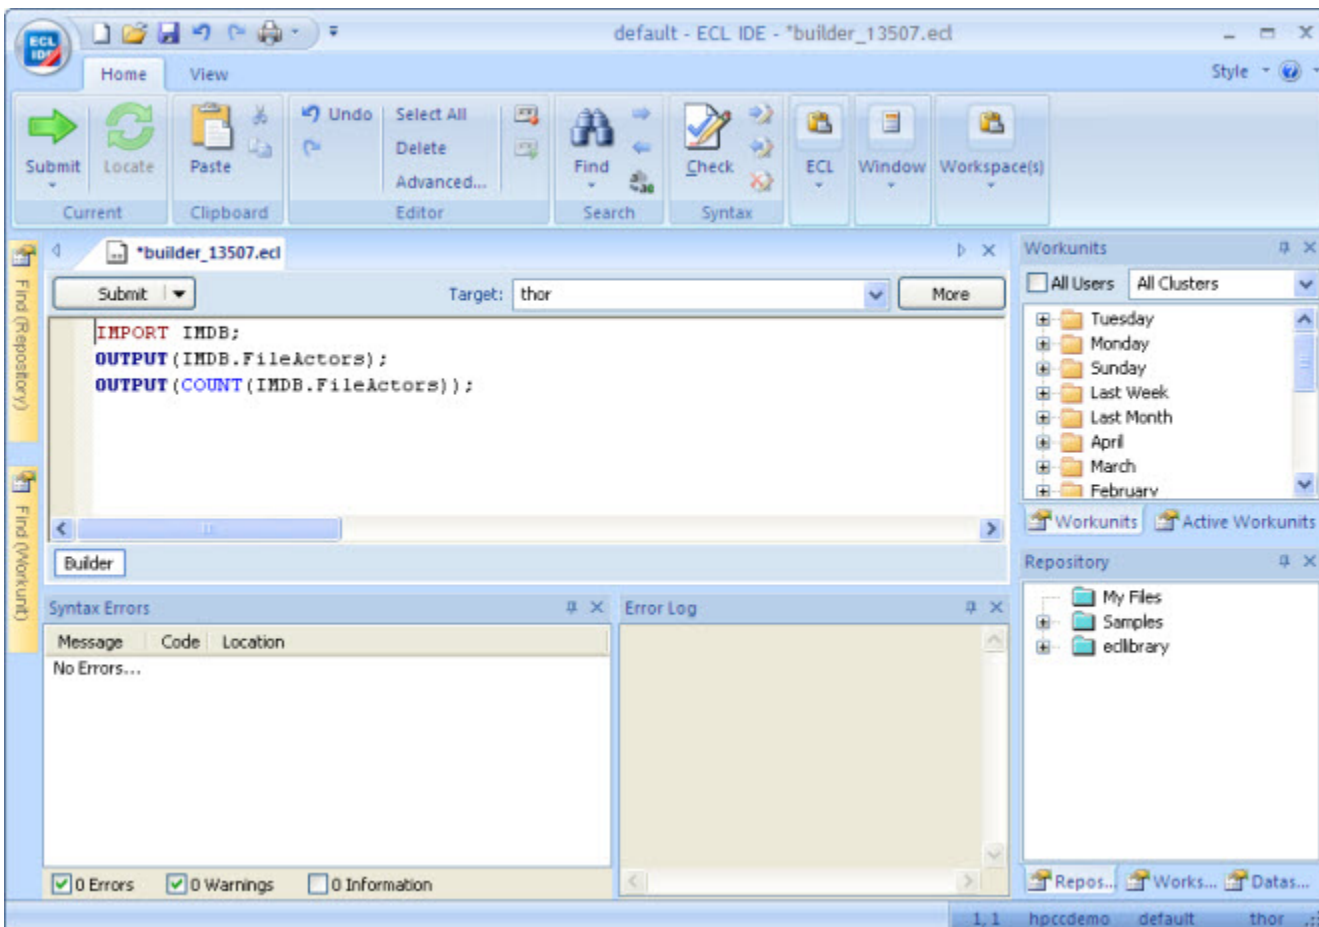 ECL IDE
default - ECL IDE - *builder_13507.ecl
Home View
Style
Submit
Locate
Paste
Undo
Select All
Delete
Advanced...
Find
Check
ECL
Window
Workspace(s)
Current
Clipboard
Editor
Search
Syntax
Find (Repository)
Find (Workunit)
*builder_13507.ecl
Submit
Target: thor
More
IMPORT IMDB;
OUTPUT(IMDB.FileActors);
OUTPUT(COUNT(IMDB.FileActors));
Builder
Syntax Errors
Message Code Location
No Errors...
0 Errors 0 Warnings 0 Information
Error Log
Workunits
All Users All Clusters
Tuesday
Monday
Sunday
Last Week
Last Month
April
March
February
Workunits Active Workunits
Repository
My Files
Samples
ecllibrary
Repos... Works... Datas...
1, 1 hpccdemo default thor